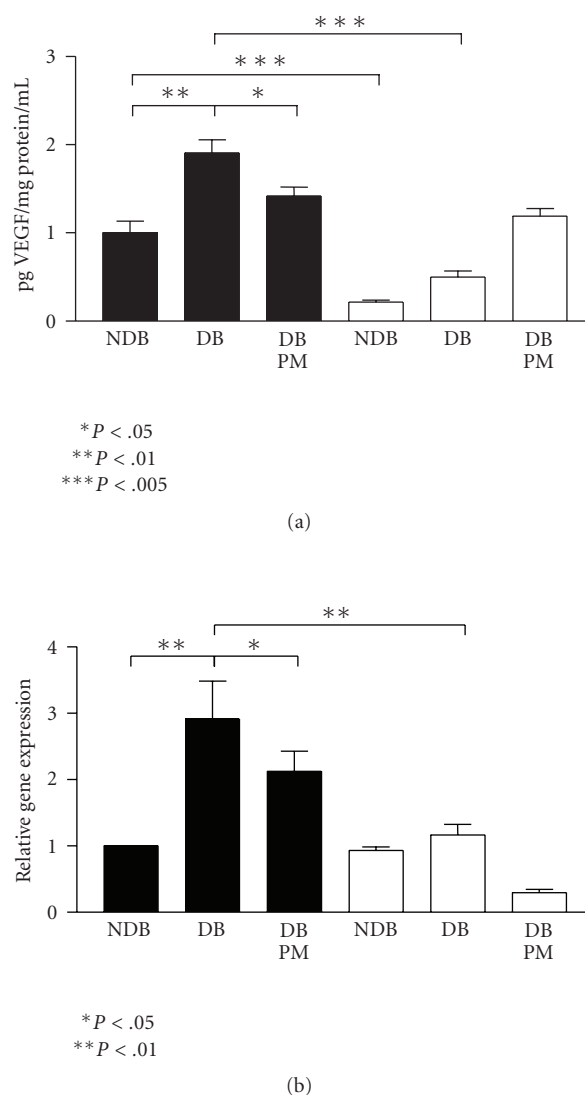 ***
***
** *
pg VEGF/mg protein/mL
3
2
1
0
NDB DB DB PM NDB DB DB PM
*P < .05
**P < .01
***P < .005
(a)
**
** *
Relative gene expression
4
3
2
1
0
NDB DB DB PM NDB DB DB PM
*P < .05
**P < .01
(b)